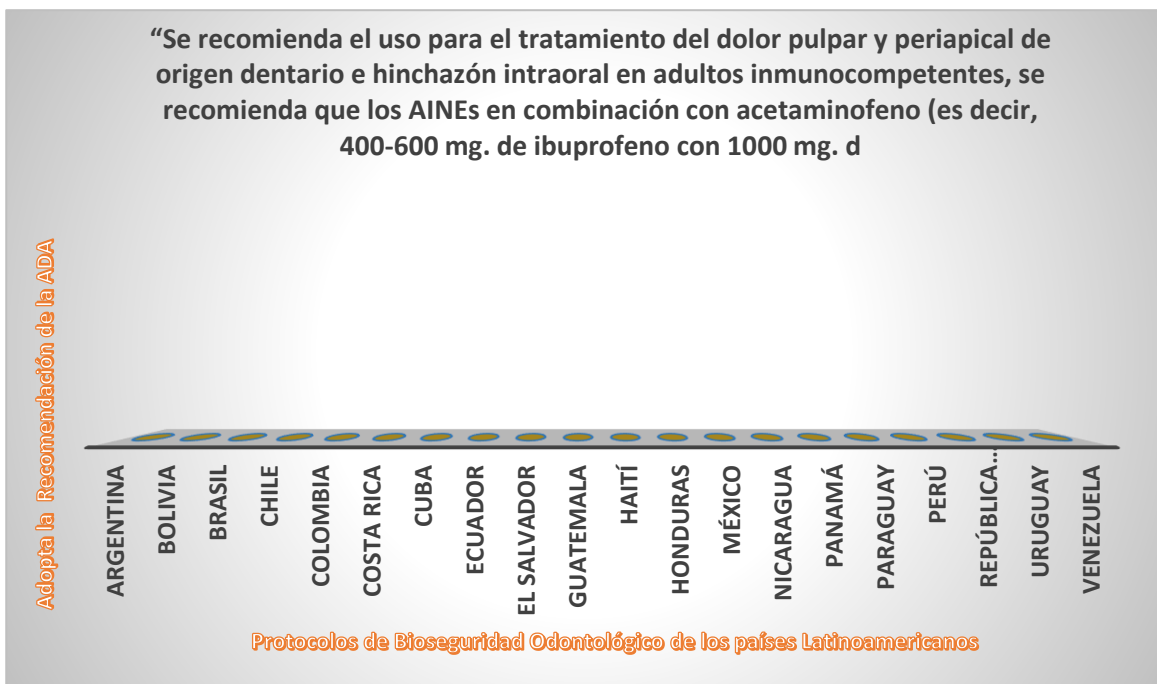 “Se recomienda el uso para el tratamiento del dolor pulpar y periapical de
origen dentario e hinchazón intraoral en adultos inmunocompetentes, se
recomienda que los AINEs en combinación con acetaminofeno (es decir,
400-600 mg. de ibuprofeno con 1000 mg. d
Adopta la Recomendación de la ADA
ARGENTINA
BOLIVIA
BRASIL
CHILE
COLOMBIA
COSTA RICA
CUBA
ECUADOR
EL SALVADOR
GUATEMALA
HAITÍ
HONDURAS
MÉXICO
NICARAGUA
PANAMÁ
PARAGUAY
PERÚ
REPÚBLICA…
URUGUAY
VENEZUELA
Protocolos de Bioseguridad Odontológico de los países Latinoamericanos